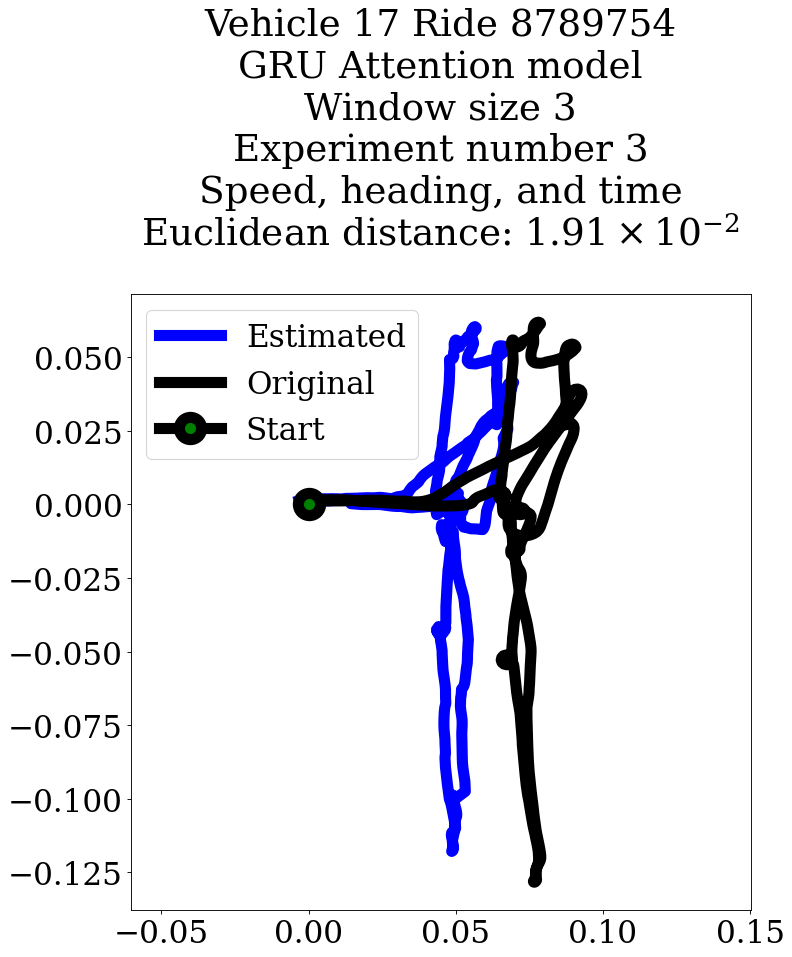 Vehicle 17 Ride 8789754
GRU Attention model
Window size 3
Experiment number 3
Speed, heading, and time
Euclidean distance: 1.91 × 10⁻²
Estimated
Original
Start
0.050
0.025
0.000
−0.025
−0.050
−0.075
−0.100
−0.125
−0.05 0.00 0.05 0.10 0.15